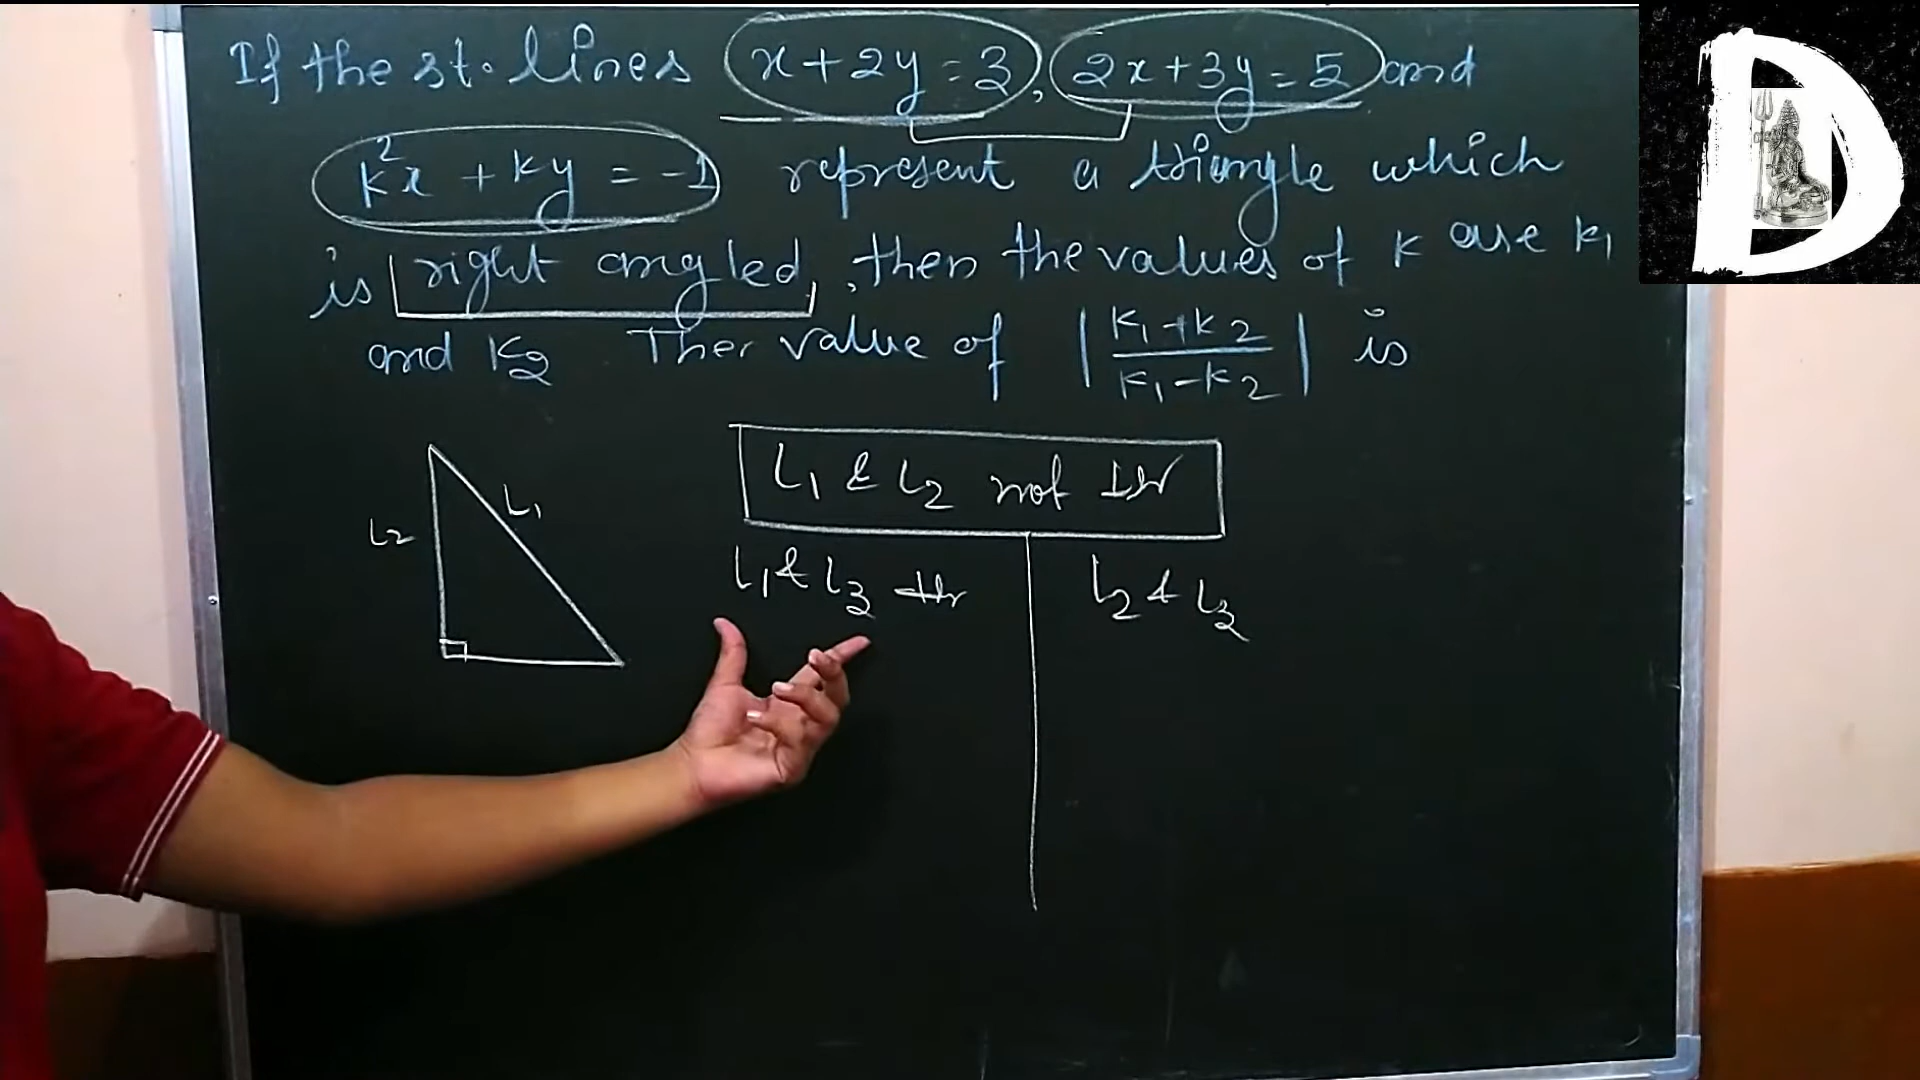 If the st. lines x+2y=3, 2x+3y=5 and
k²x + ky = -1 represent a triangle which
is right angled, then the values of k are k₁
and k₂ Then value of |(k₁+k₂)/(k₁-k₂)| is
L₁ & L₂ not ⊥r
L₁
L₂
L₁ & L₃ ⊥r
L₂ & L₃
D